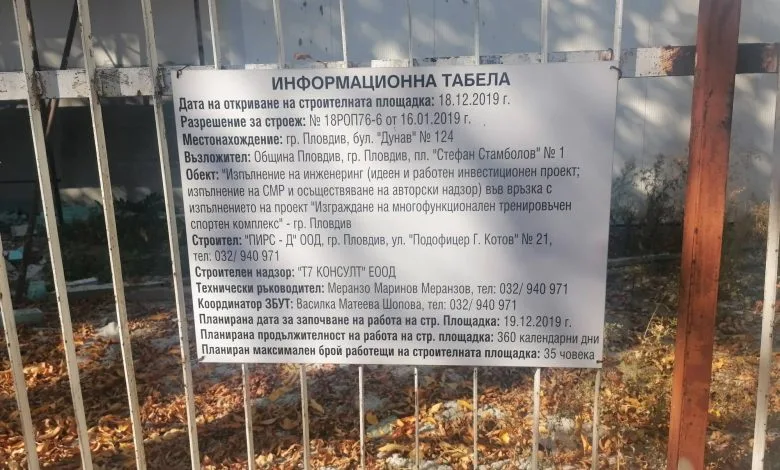 ИНФОРМАЦИОННА ТАБЕЛА
Дата на откриване на строителната площадка: 18.12.2019 г.
Разрешение за строеж: № 18РОП76-6 от 16.01.2019 г.
Местонахождение: гр. Пловдив, бул. "Дунав" № 124
Възложител: Община Пловдив, гр. Пловдив, пл. "Стефан Стамболов" № 1
Обект: "Изпълнение на инженеринг (идеен и работен инвестиционен проект;
изпълнение на СМР и осъществяване на авторски надзор) във връзка с
изпълнението на проект "Изграждане на многофункционален тренировъчен
спортен комплекс" - гр. Пловдив
Строител: "ПИРС - Д" ООД, гр. Пловдив, ул. "Подофицер Г. Котов" № 21,
тел: 032/ 940 971
Строителен надзор: "Т7 КОНСУЛТ" ЕООД
Технически ръководител: Меранзо Маринов Меранзов, тел: 032/ 940 971
Координатор ЗБУТ: Василка Матеева Шопова, тел: 032/ 940 971
Планирана дата за започване на работа на стр. Площадка: 19.12.2019 г.
Планирана продължителност на работа на стр. Площадка: 360 календарни дни
Планиран максимален брой работещи на строителната площадка: 35 човека